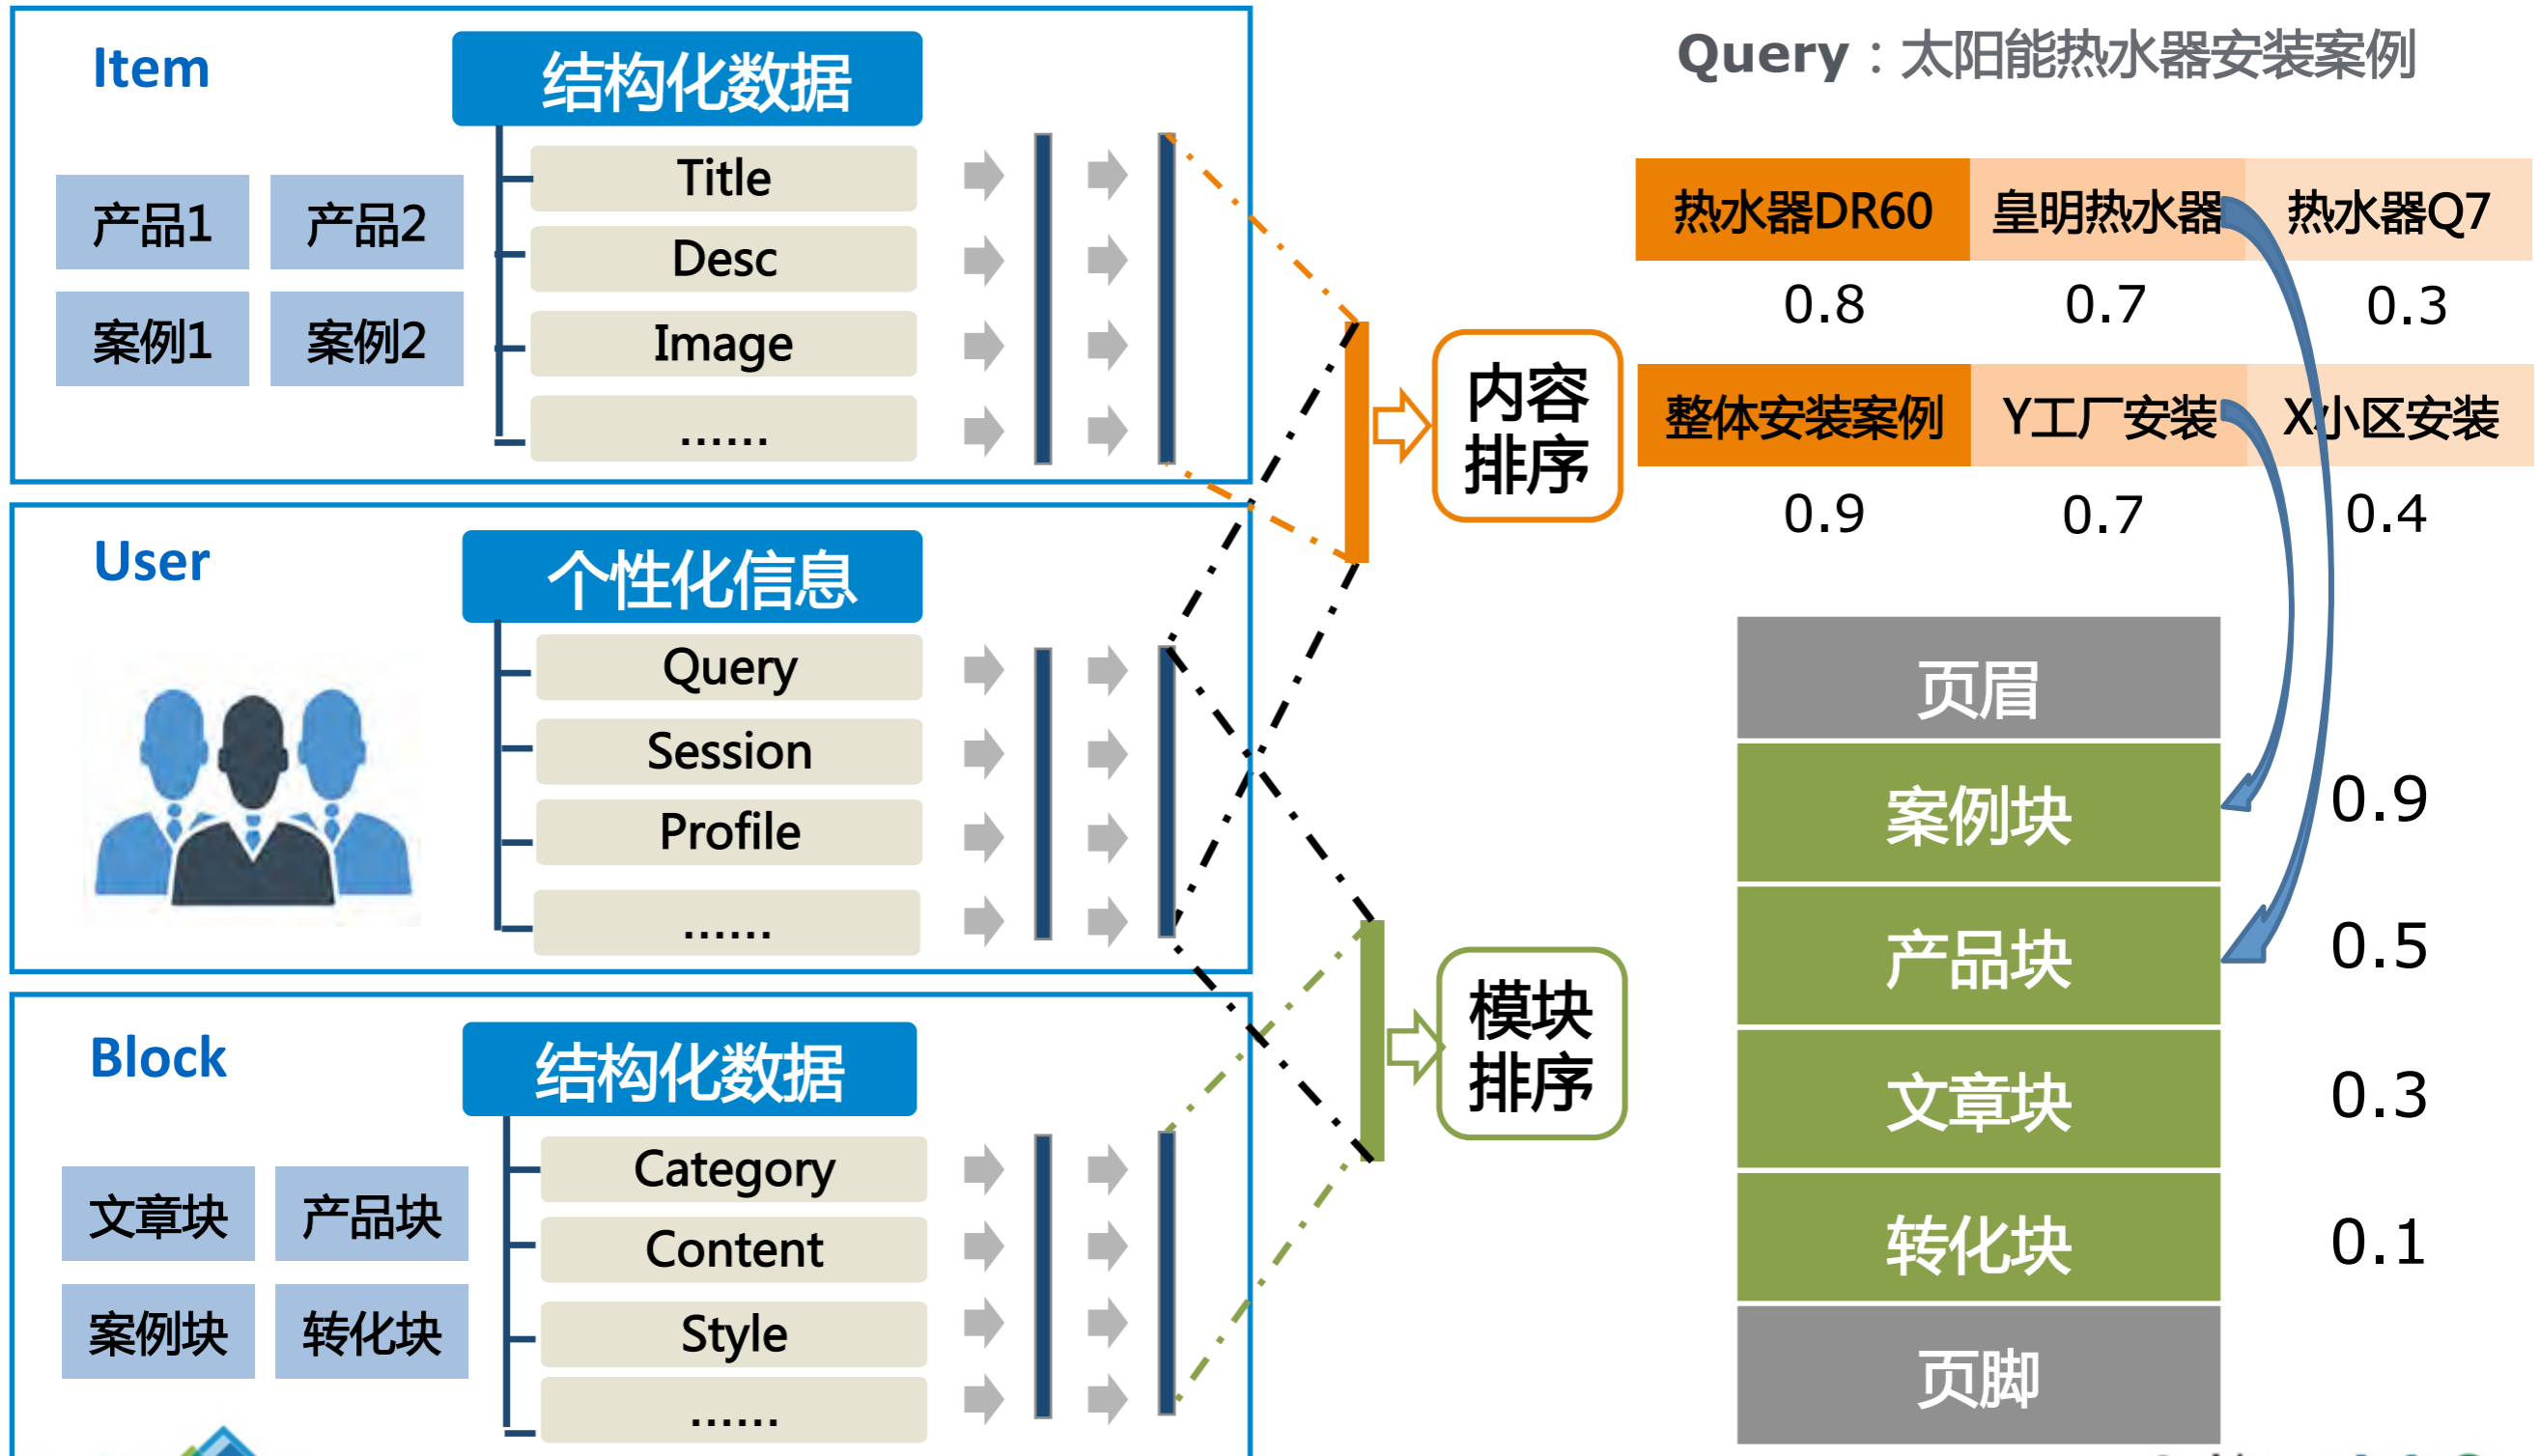 Item
结构化数据
产品1
产品2
案例1
案例2
Title
Desc
Image
......
User
个性化信息
Query
Session
Profile
......
Block
结构化数据
文章块
产品块
案例块
转化块
Category
Content
Style
......
内容
排序
模块
排序
Query：太阳能热水器安装案例
热水器DR60
皇明热水器
热水器Q7
0.8
0.7
0.3
整体安装案例
Y工厂安装
X小区安装
0.9
0.7
0.4
页眉
案例块
0.9
产品块
0.5
文章块
0.3
转化块
0.1
页脚